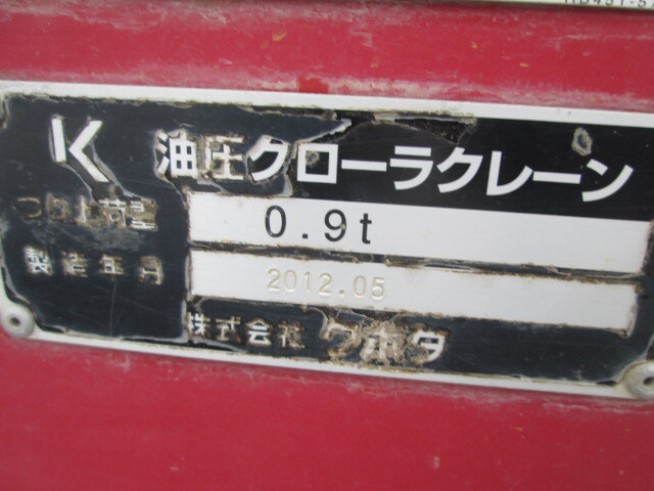 K 油圧クローラクレーン
つり上荷重 0.9t
製造年月 2012.05
株式会社 クボタ